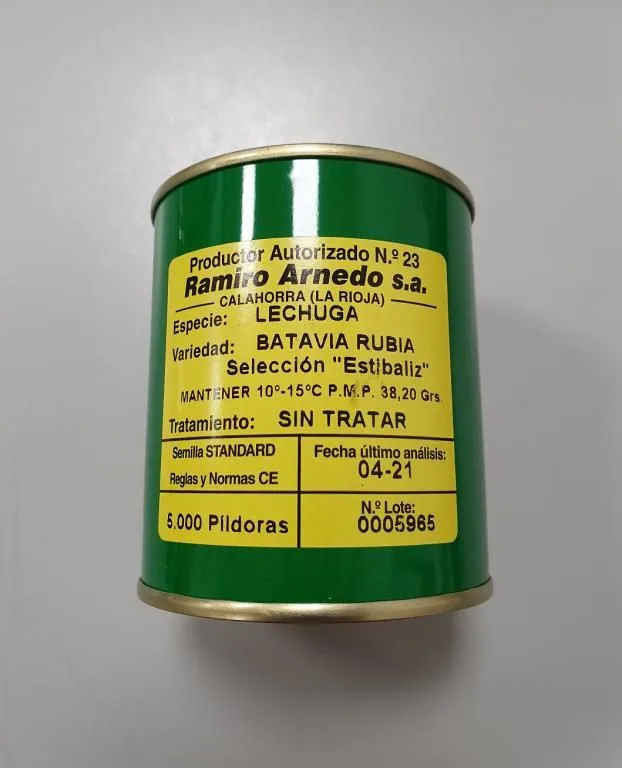 Productor Autorizado N.º 23
Ramiro Arnedo s.a.
CALAHORRA (LA RIOJA)
Especie: LECHUGA
Variedad: BATAVIA RUBIA
Selección "Estibaliz"
MANTENER 10º-15ºC P.M.P. 38,20 Grs.
Tratamiento: SIN TRATAR
Semilla STANDARD
Reglas y Normas CE
Fecha último análisis:
04-21
5.000 Píldoras
N.º Lote:
0005965